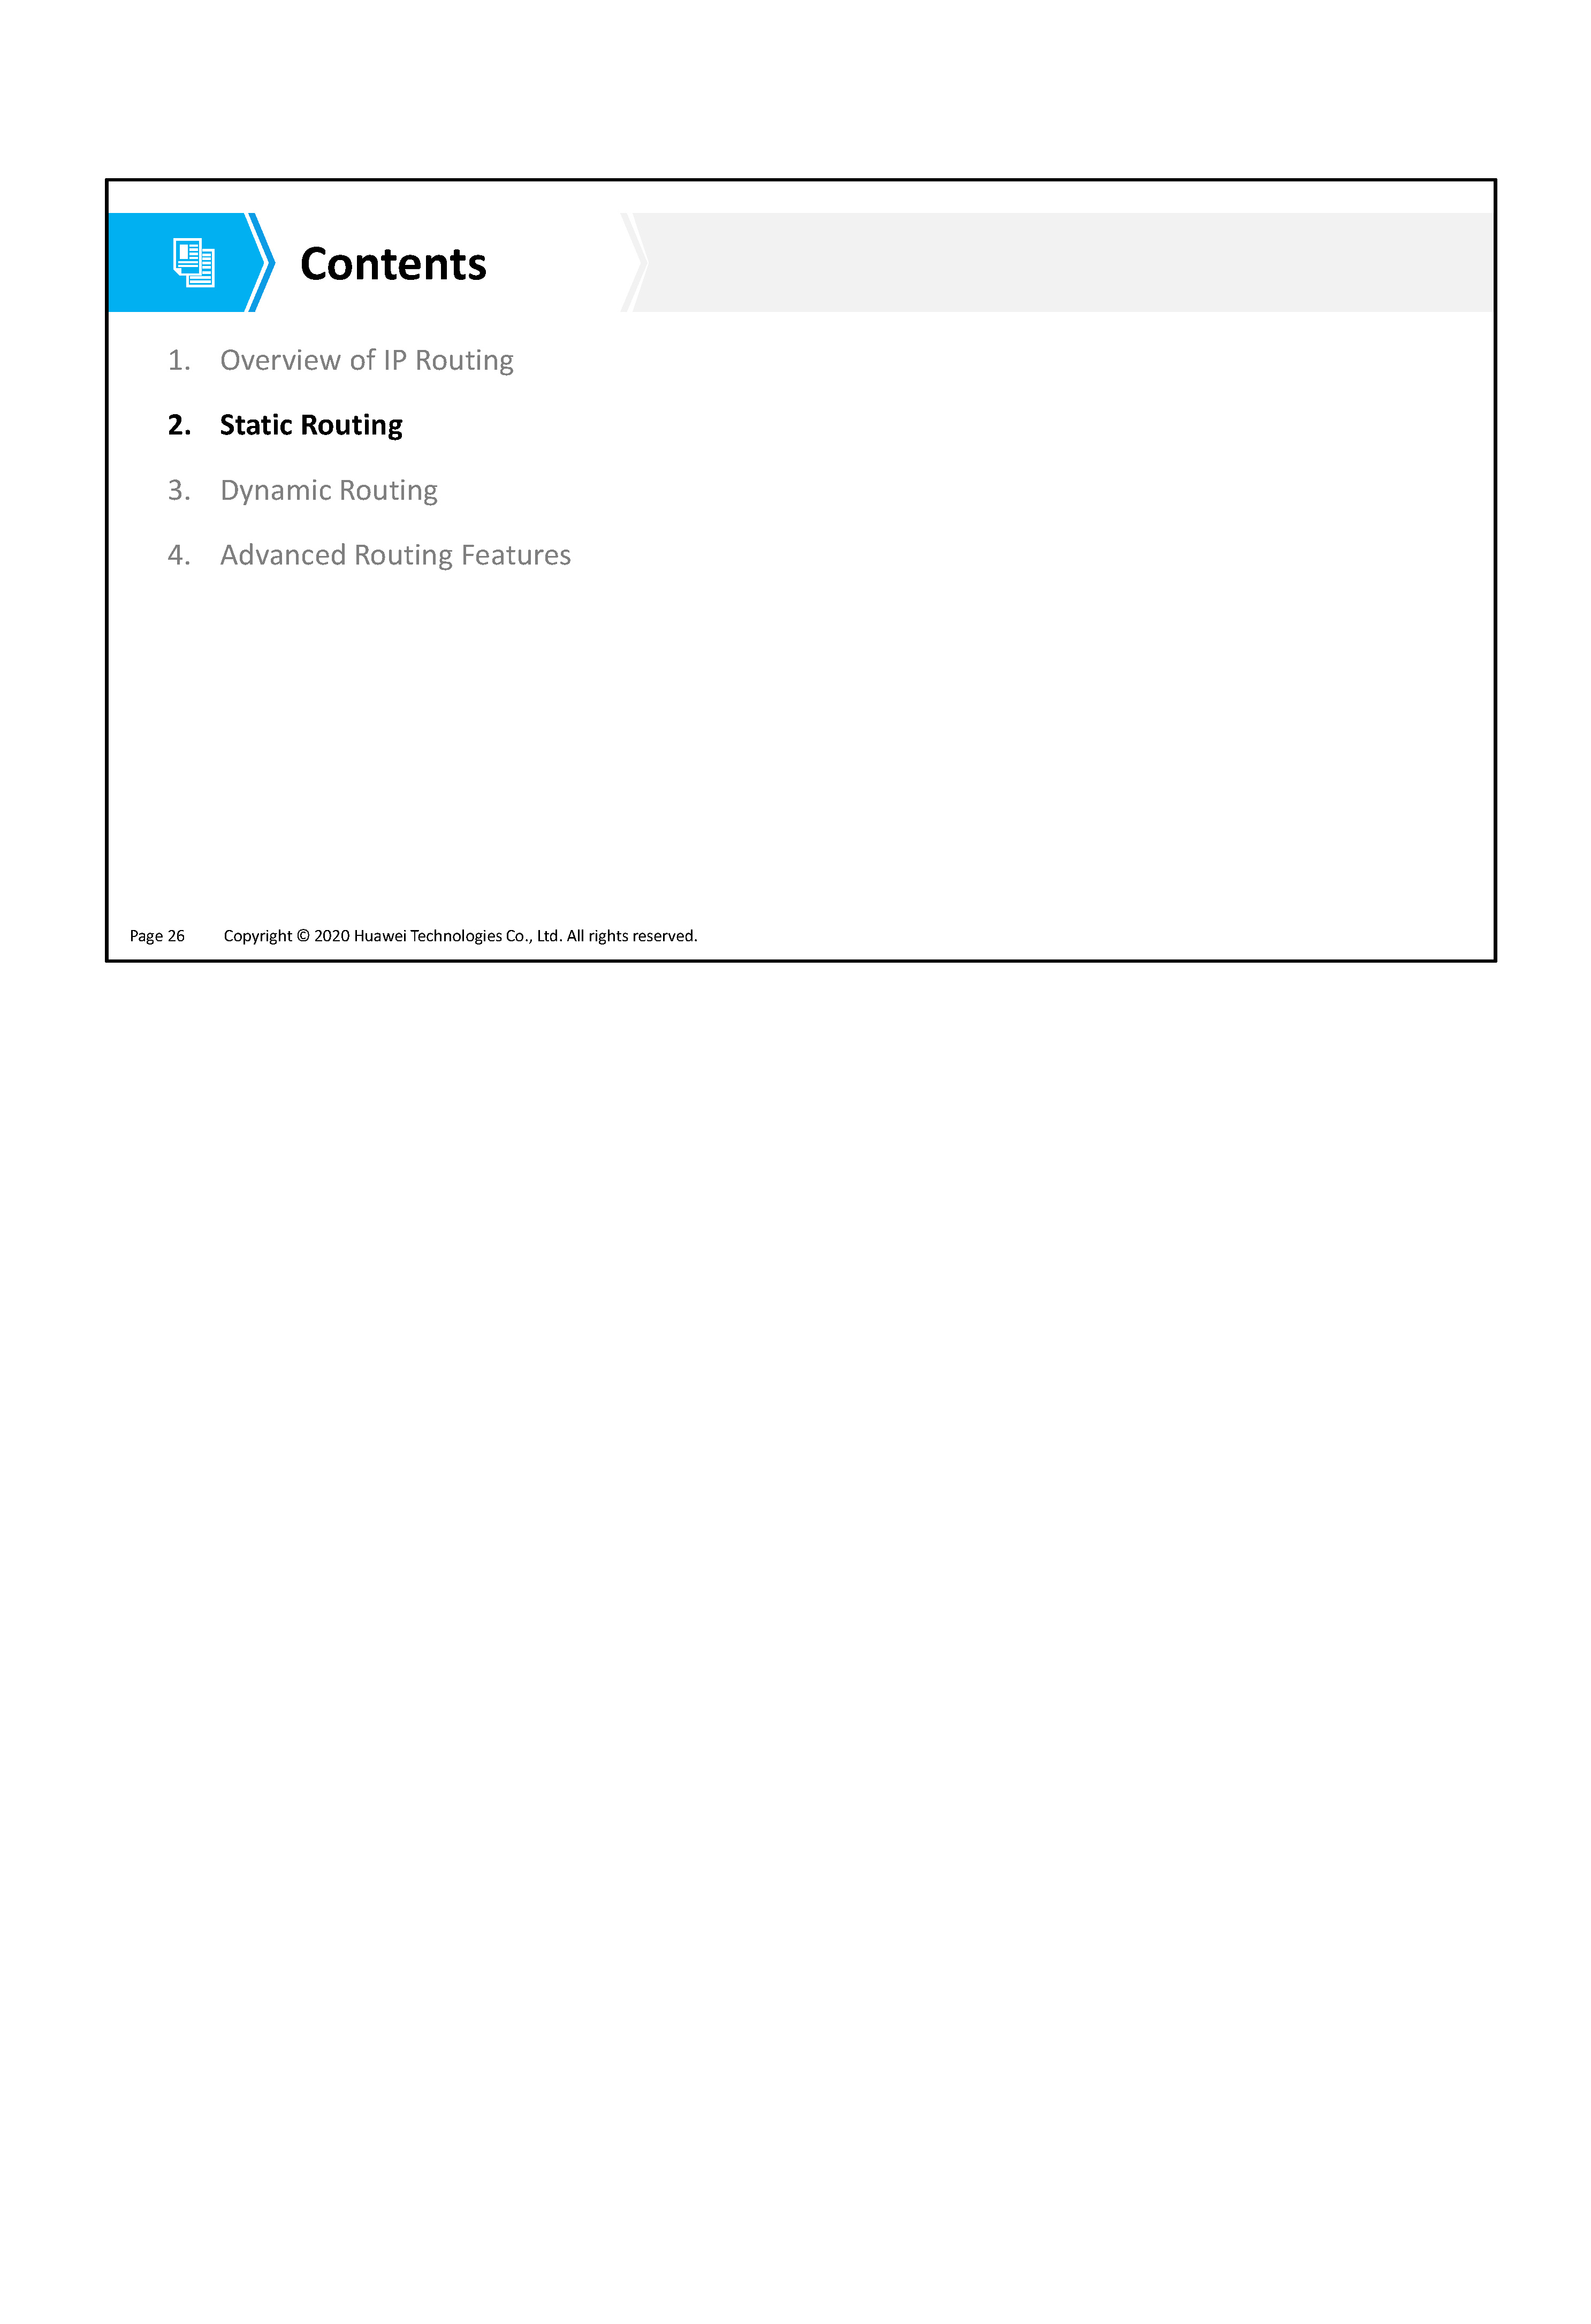 Contents
1. Overview of IP Routing
2. Static Routing
3. Dynamic Routing
4. Advanced Routing Features
Page 26 Copyright © 2020 Huawei Technologies Co., Ltd. All rights reserved.